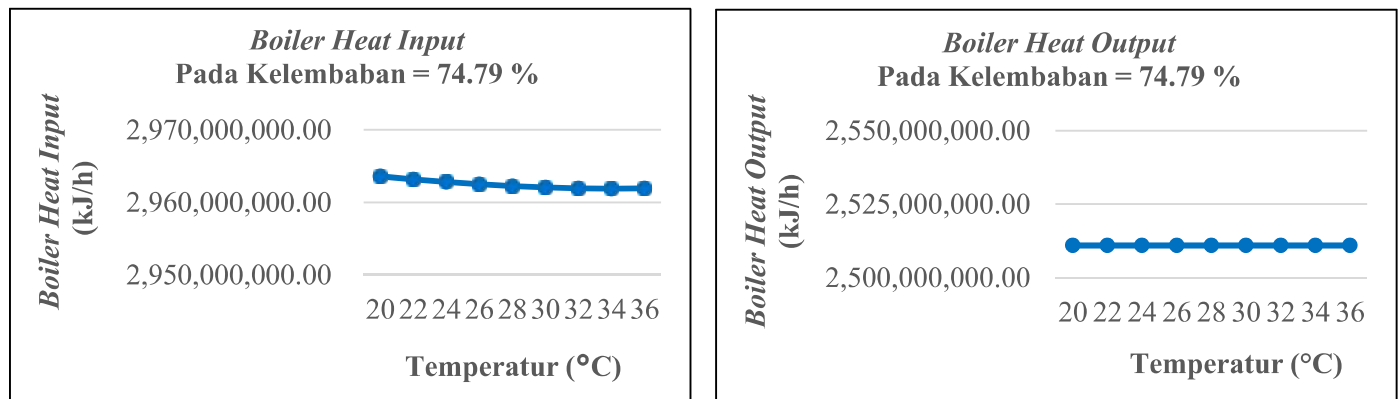 Boiler Heat Input
Pada Kelembaban = 74.79 %
Boiler Heat Input
(kJ/h)
2,970,000,000.00
2,960,000,000.00
2,950,000,000.00
20 22 24 26 28 30 32 34 36
Temperatur (°C)
Boiler Heat Output
Pada Kelembaban = 74.79 %
Boiler Heat Output
(kJ/h)
2,550,000,000.00
2,525,000,000.00
2,500,000,000.00
20 22 24 26 28 30 32 34 36
Temperatur (°C)